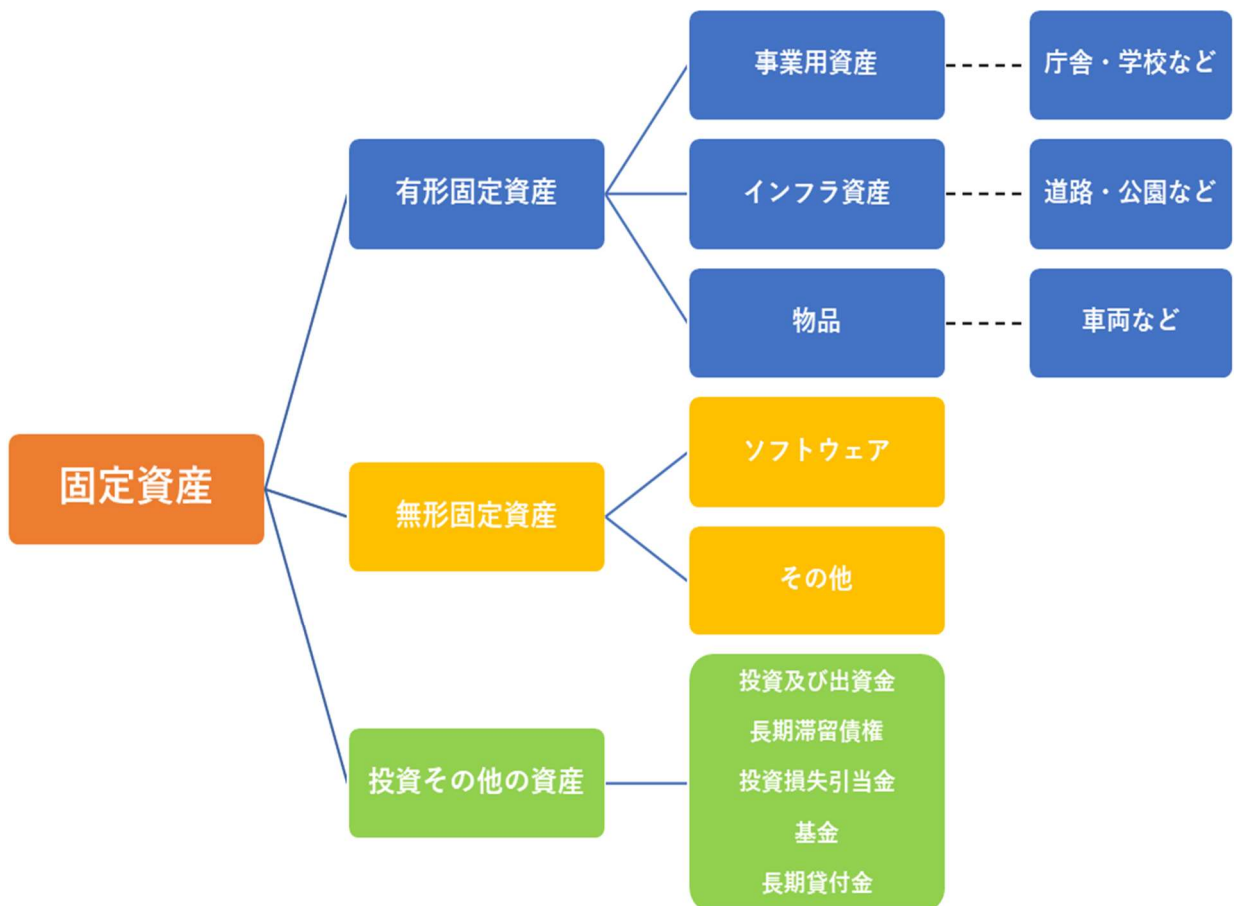 固定資産
有形固定資産
事業用資産
庁舎・学校など
インフラ資産
道路・公園など
物品
車両など
無形固定資産
ソフトウェア
その他
投資その他の資産
投資及び出資金
長期滞留債権
投資損失引当金
基金
長期貸付金